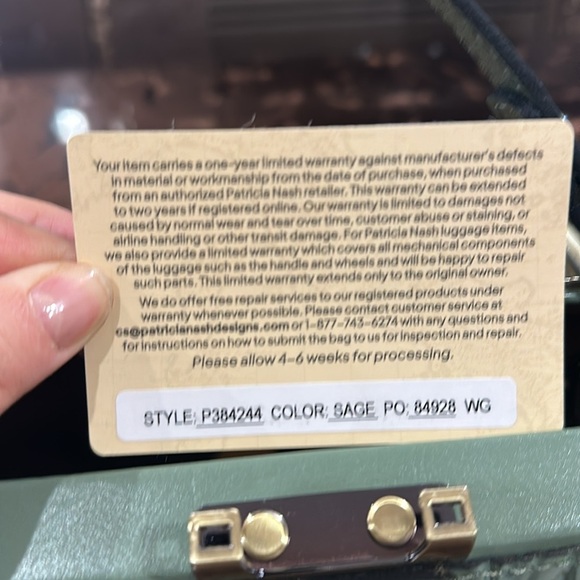 Your item carries a one-year limited warranty against manufacturer's defects
in material or workmanship from the date of purchase, when purchased
from an authorized Patricia Nash retailer. This warranty can be extended
to two years if registered online. Our warranty is limited to damages not
caused by normal wear and tear over time, customer abuse or staining, or
airline handling or other transit damage. For Patricia Nash luggage items,
we also provide a limited warranty which covers all mechanical components
of the luggage such as the handle and wheels and will be happy to repair
such parts. This limited warranty extends only to the original owner.
We do offer free repair services to our registered products under
warranty whenever possible. Please contact customer service at
cs@patricianashdesigns.com or 1-877-743-6274 with any questions and
for instructions on how to submit the bag to us for inspection and repair.
Please allow 4-6 weeks for processing.
STYLE: P384244 COLOR: SAGE PO: 84928 WG